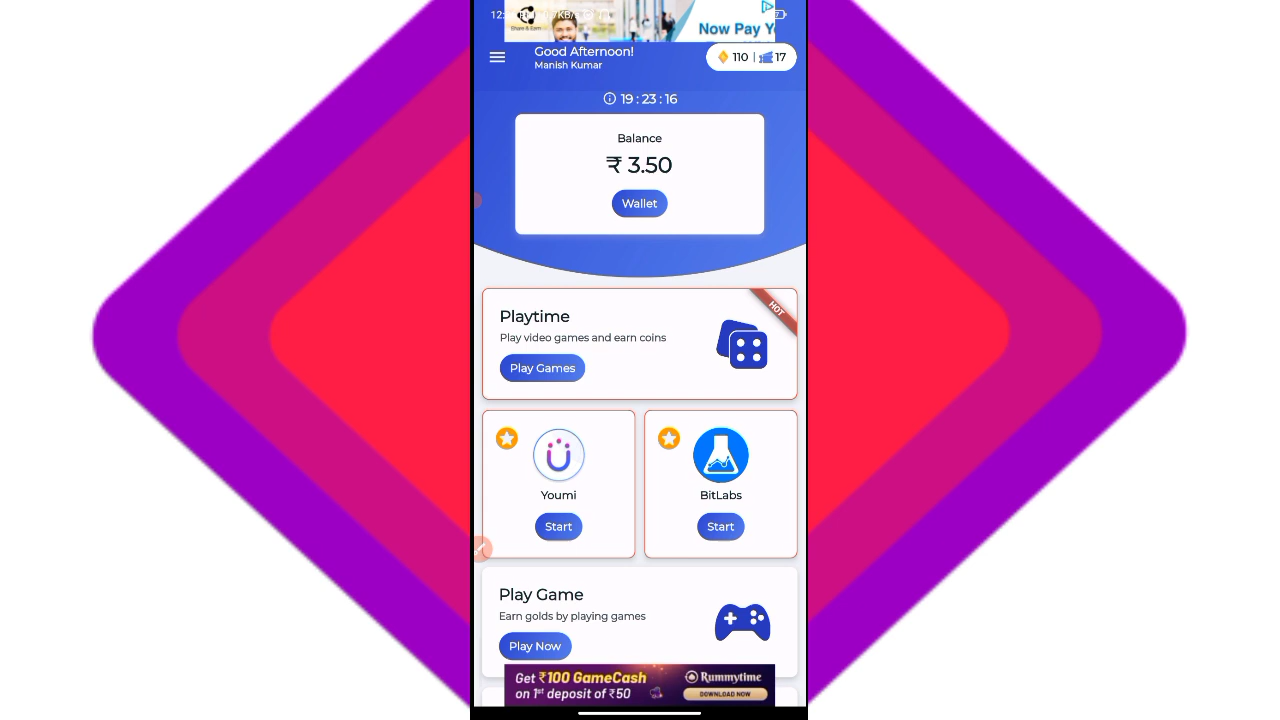 Share & Earn
Now Pay
Good Afternoon!
Manish Kumar
110 | 17
19 : 23 : 16
Balance
₹ 3.50
Wallet
HOT
Playtime
Play video games and earn coins
Play Games
Youmi
BitLabs
Start
Start
Play Game
Earn golds by playing games
Play Now
Get ₹100 GameCash
on 1st deposit of ₹50
Rummytime
DOWNLOAD NOW